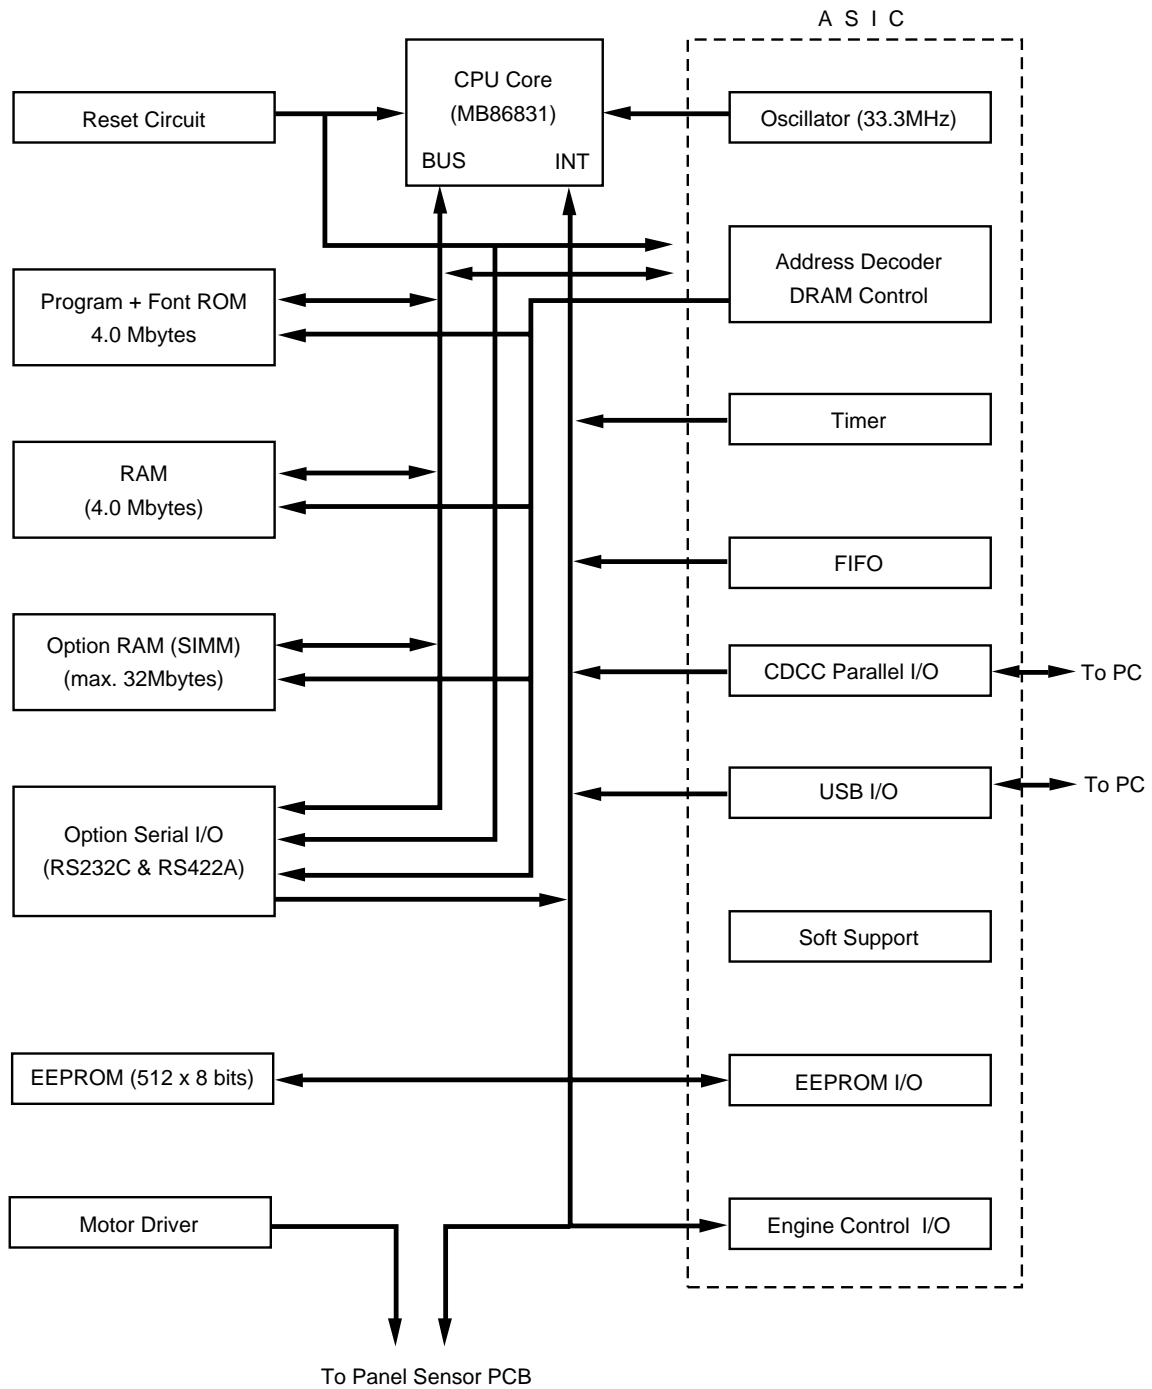 A S I C
CPU Core
(MB86831)
BUS
INT
Reset Circuit
Oscillator (33.3MHz)
Program + Font ROM
4.0 Mbytes
Address Decoder
DRAM Control
RAM
(4.0 Mbytes)
Timer
FIFO
Option RAM (SIMM)
(max. 32Mbytes)
CDCC Parallel I/O
To PC
USB I/O
To PC
Option Serial I/O
(RS232C & RS422A)
Soft Support
EEPROM (512 x 8 bits)
EEPROM I/O
Motor Driver
Engine Control I/O
To Panel Sensor PCB